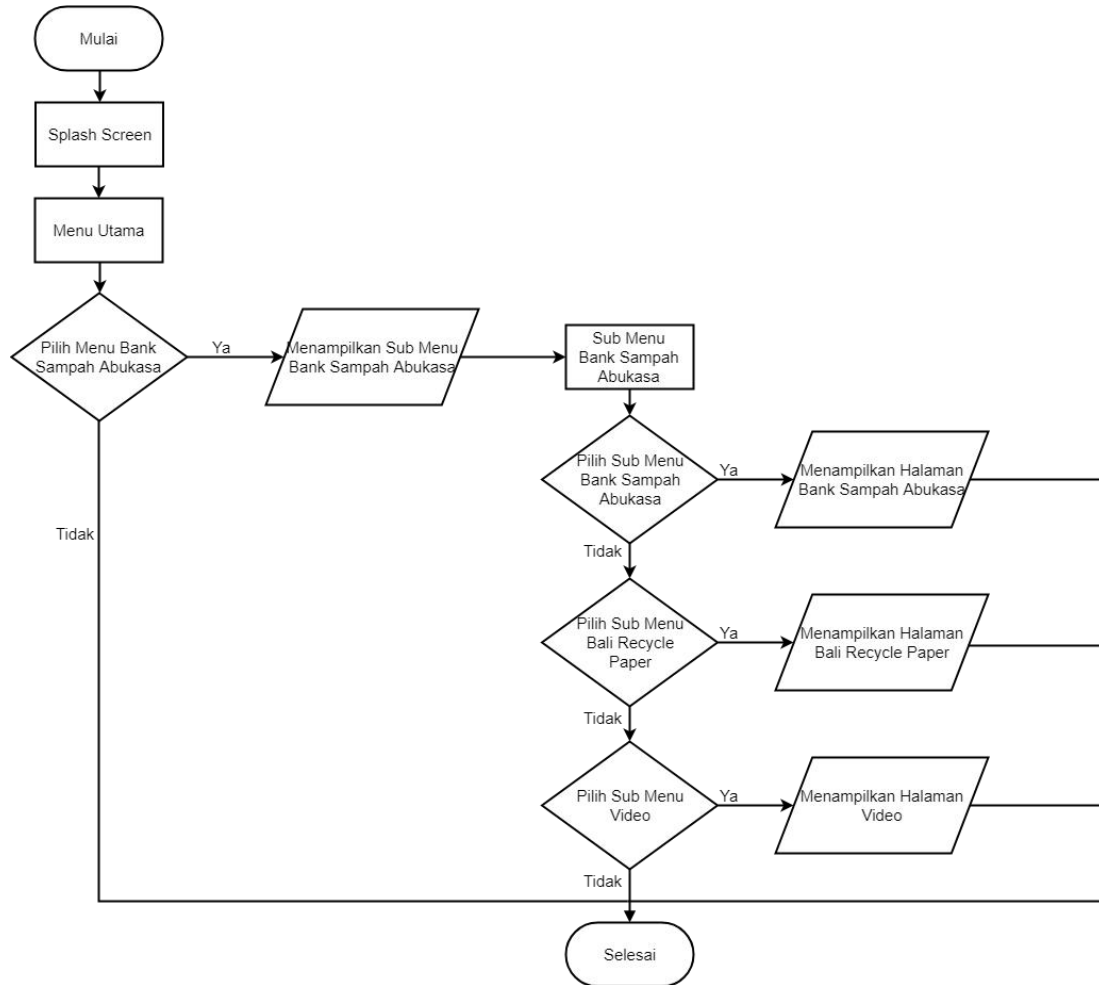 Mulai
Splash Screen
Menu Utama
Pilih Menu Bank
Sampah Abukasa
Ya
Menampilkan Sub Menu
Bank Sampah Abukasa
Sub Menu
Bank Sampah
Abukasa
Pilih Sub Menu
Bank Sampah
Abukasa
Ya
Menampilkan Halaman
Bank Sampah Abukasa
Tidak
Tidak
Pilih Sub Menu
Bali Recycle
Paper
Ya
Menampilkan Halaman
Bali Recycle Paper
Tidak
Pilih Sub Menu
Video
Ya
Menampilkan Halaman
Video
Tidak
Selesai